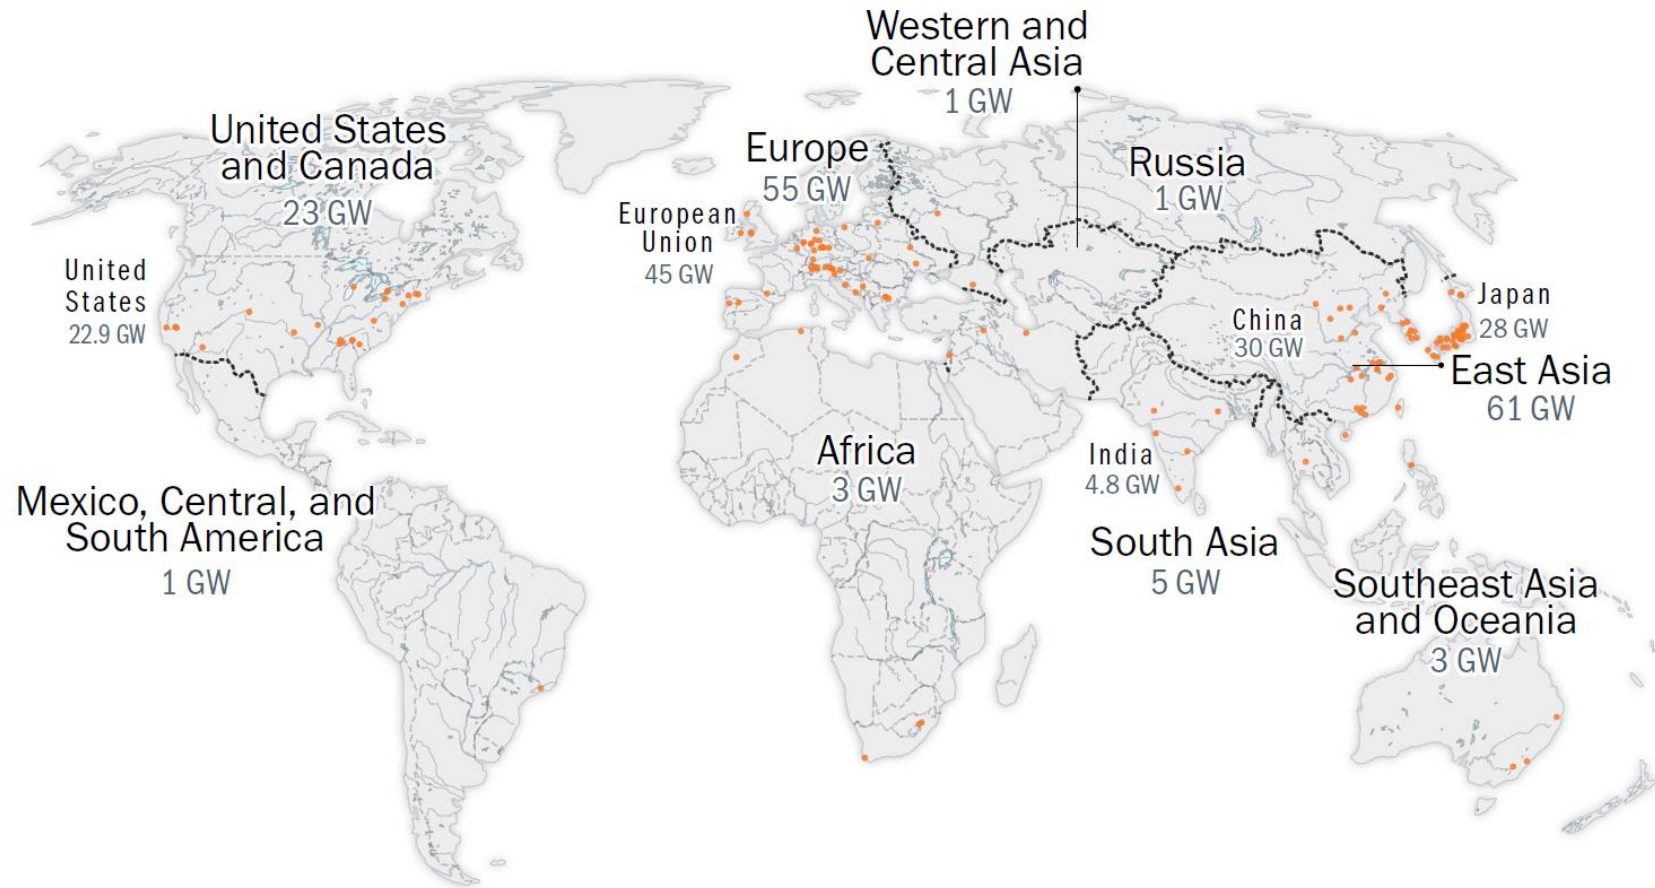 Western and
Central Asia
1 GW
United States
and Canada
23 GW
Europe
55 GW
Russia
1 GW
European
Union
45 GW
United
States
22.9 GW
Japan
28 GW
China
30 GW
East Asia
61 GW
Africa
3 GW
India
4.8 GW
Mexico, Central, and
South America
1 GW
South Asia
5 GW
Southeast Asia
and Oceania
3 GW